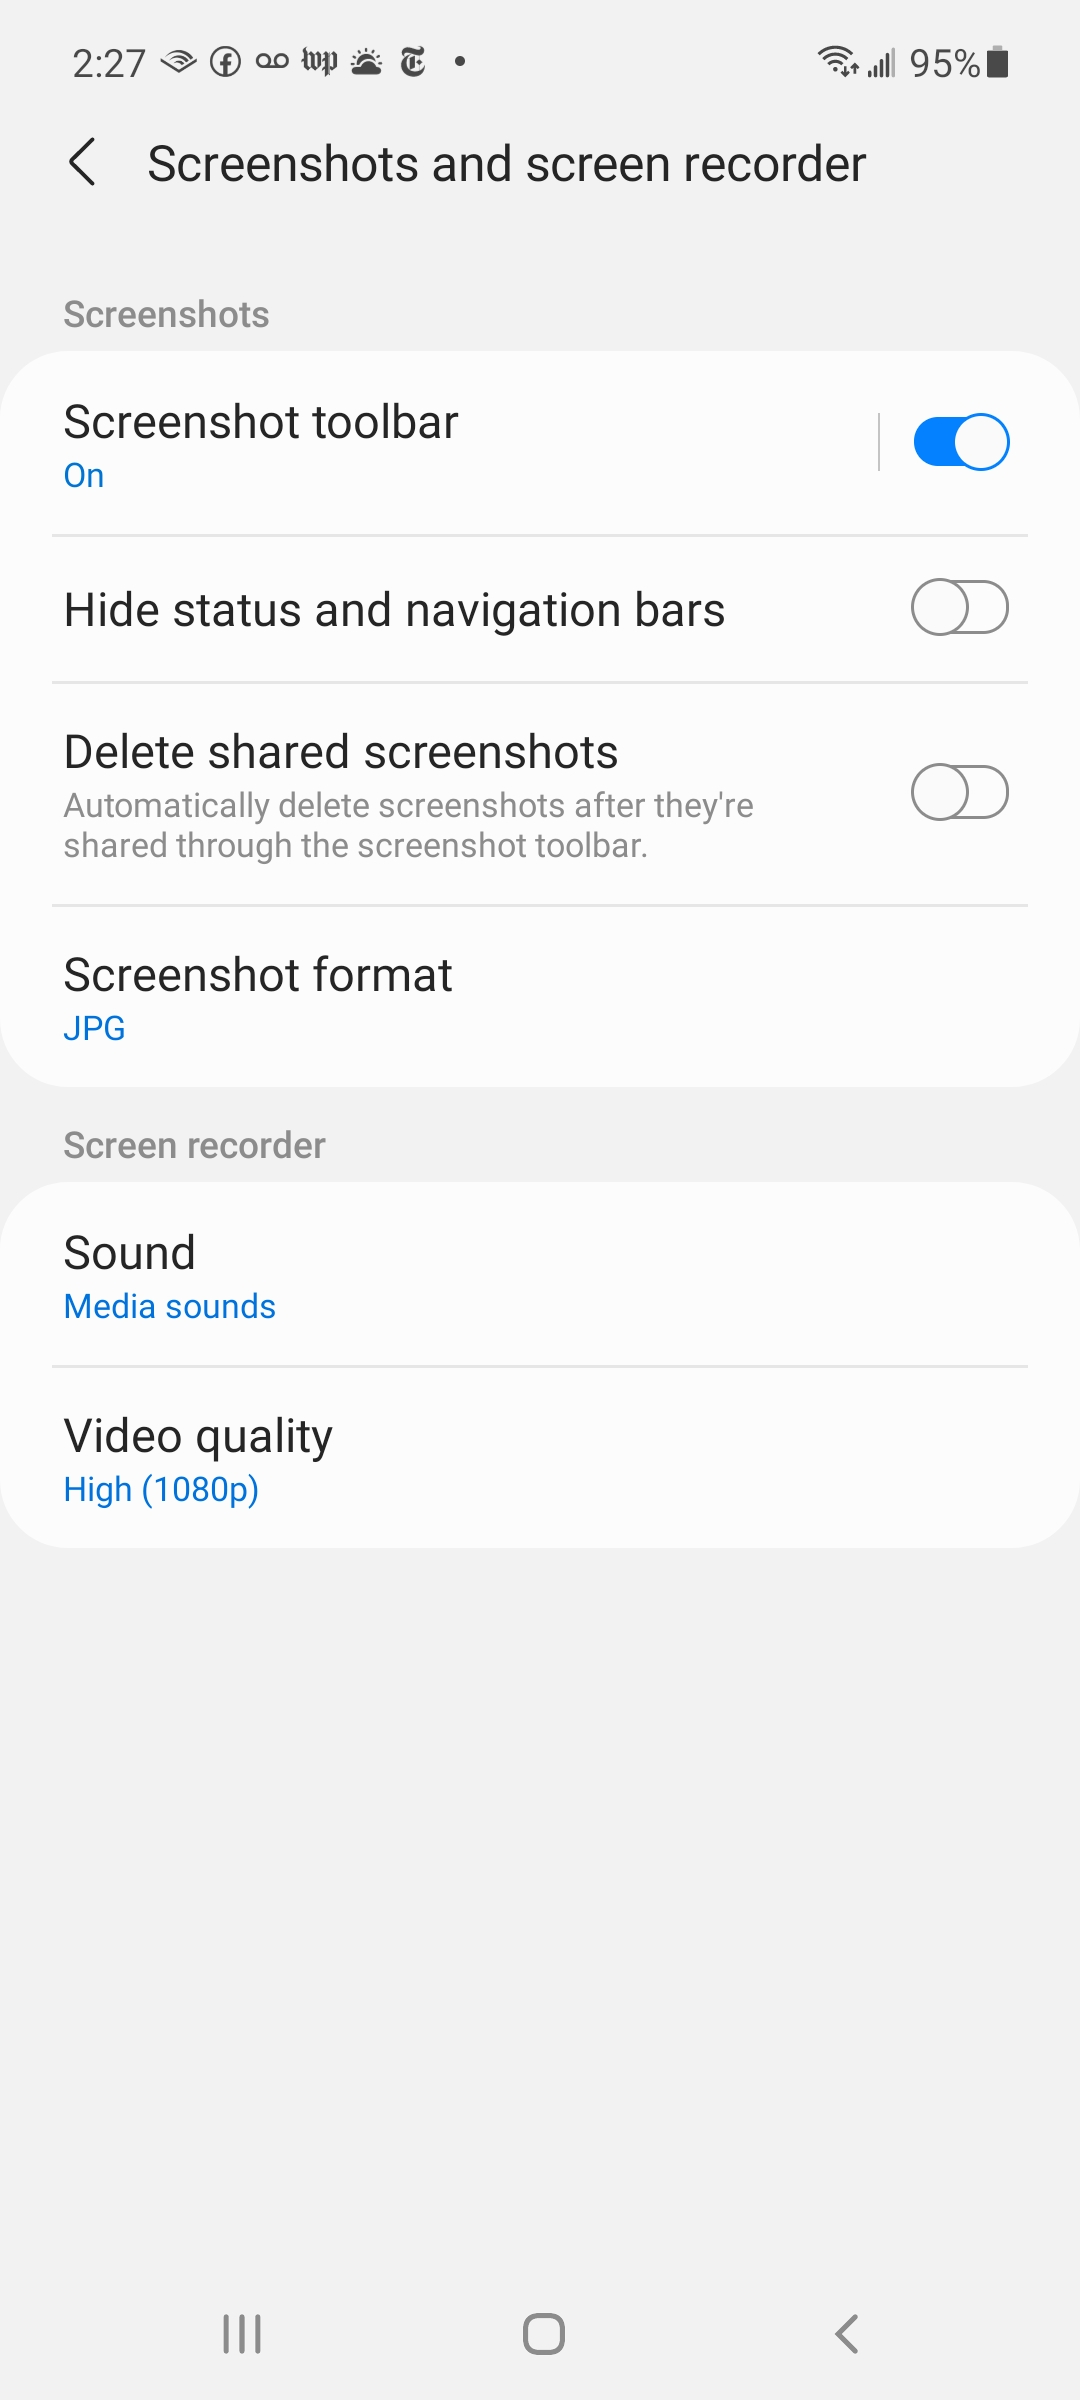 2:27 95%
Screenshots and screen recorder
Screenshots
Screenshot toolbar
On
Hide status and navigation bars
Delete shared screenshots
Automatically delete screenshots after they're
shared through the screenshot toolbar.
Screenshot format
JPG
Screen recorder
Sound
Media sounds
Video quality
High (1080p)